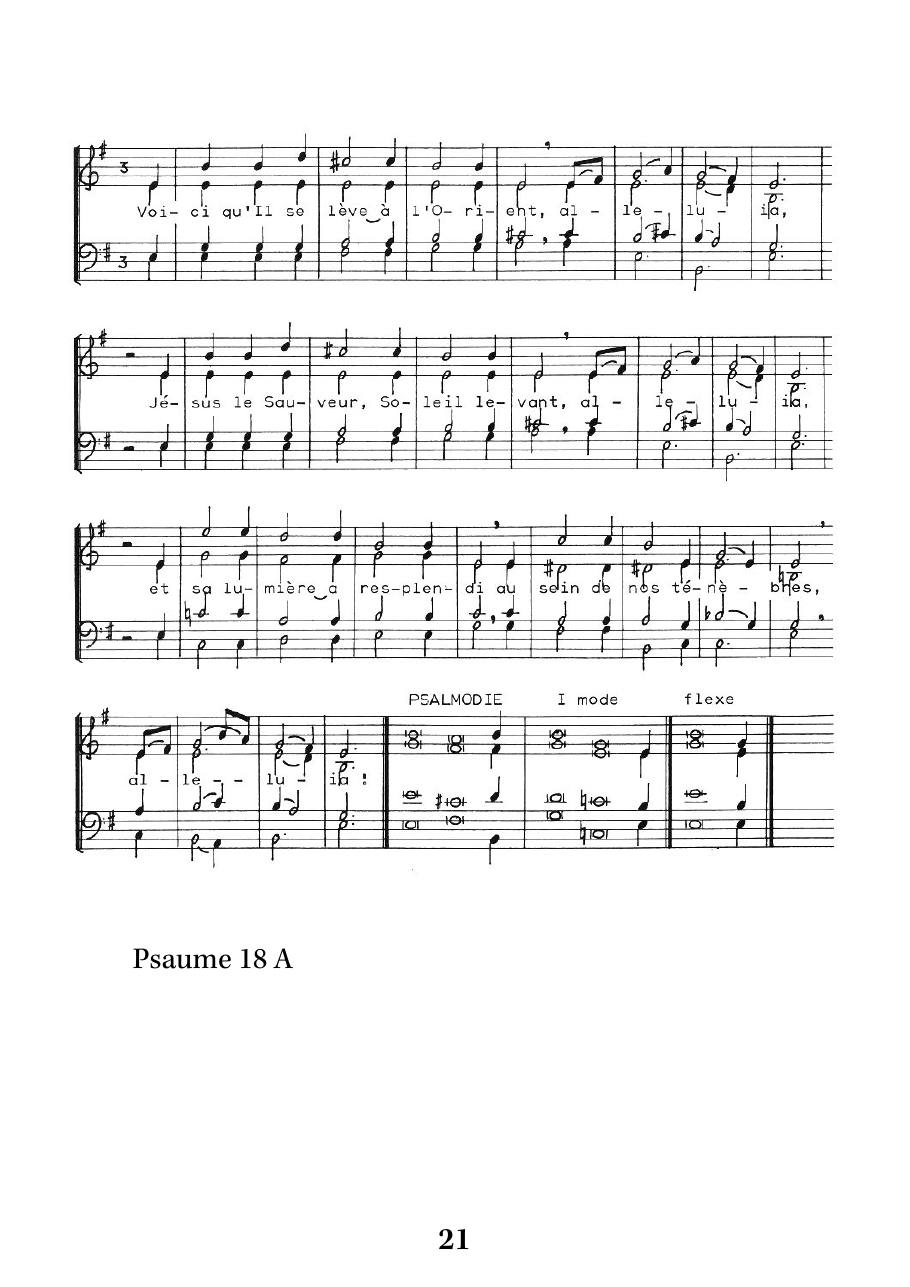 3
Voi- ci qu'Il se lève‿à l'O- ri- ent, al - le - lu - ia,
3
Jé- sus le Sau- veur, So- leil le- vant, al - le - lu - ia,
et sa lu- mière‿a res-plen- di au sein de nos té- nè - bres,
PSALMODIE I mode flexe
al - le - - lu - ia !
Psaume 18 A
21